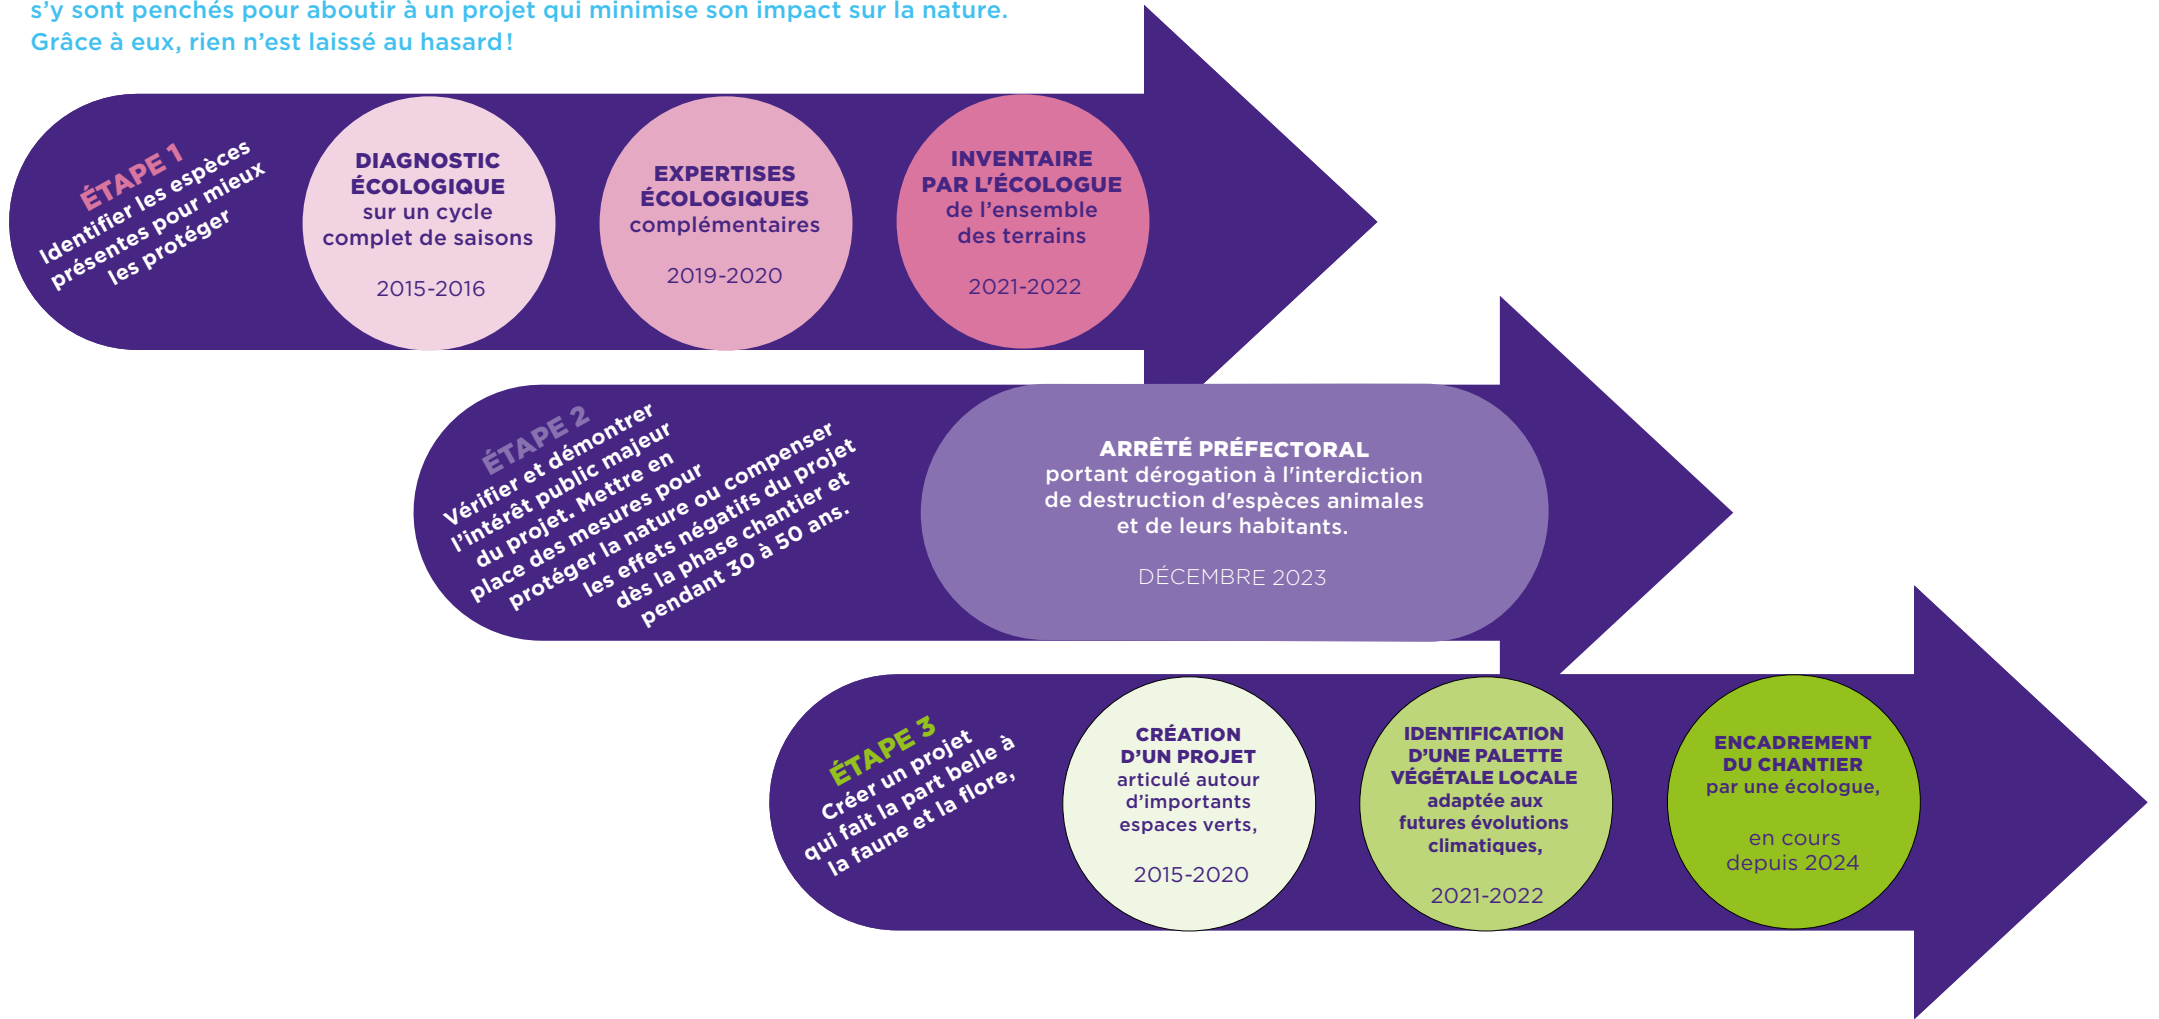 s'y sont penchés pour aboutir à un projet qui minimise son impact sur la nature.
Grâce à eux, rien n'est laissé au hasard !
ÉTAPE 1
Identifier les espèces
présentes pour mieux
les protéger
DIAGNOSTIC
ÉCOLOGIQUE
sur un cycle
complet de saisons
2015-2016
EXPERTISES
ÉCOLOGIQUES
complémentaires
2019-2020
INVENTAIRE
PAR L'ÉCOLOGUE
de l'ensemble
des terrains
2021-2022
ÉTAPE 2
Vérifier et démontrer
l'intérêt public majeur
du projet. Mettre en
place des mesures pour
protéger la nature ou compenser
les effets négatifs du projet
dès la phase chantier et
pendant 30 à 50 ans.
ARRÊTÉ PRÉFECTORAL
portant dérogation à l'interdiction
de destruction d'espèces animales
et de leurs habitants.
DÉCEMBRE 2023
ÉTAPE 3
Créer un projet
qui fait la part belle à
la faune et la flore,
CRÉATION
D'UN PROJET
articulé autour
d'importants
espaces verts,
2015-2020
IDENTIFICATION
D'UNE PALETTE
VÉGÉTALE LOCALE
adaptée aux
futures évolutions
climatiques,
2021-2022
ENCADREMENT
DU CHANTIER
par une écologue,
en cours
depuis 2024